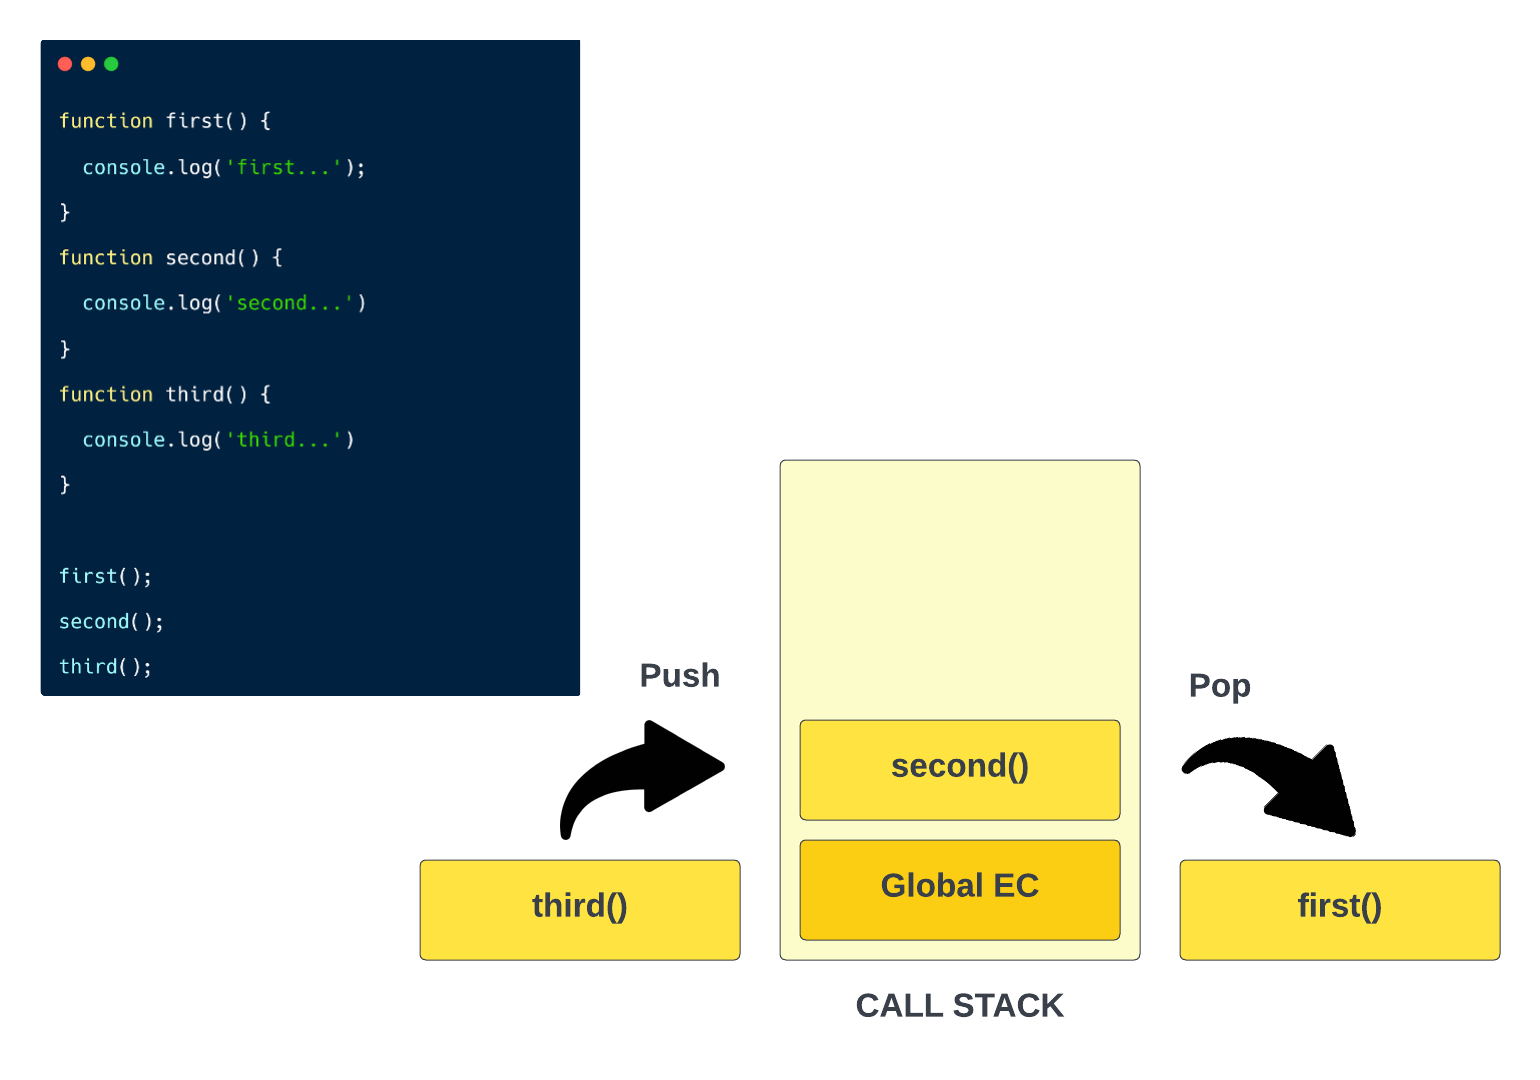 function first() {
  console.log('first...');
}
function second() {
  console.log('second...')
}
function third() {
  console.log('third...')
}
first();
second();
third();
Push
Pop
second()
Global EC
third()
first()
CALL STACK